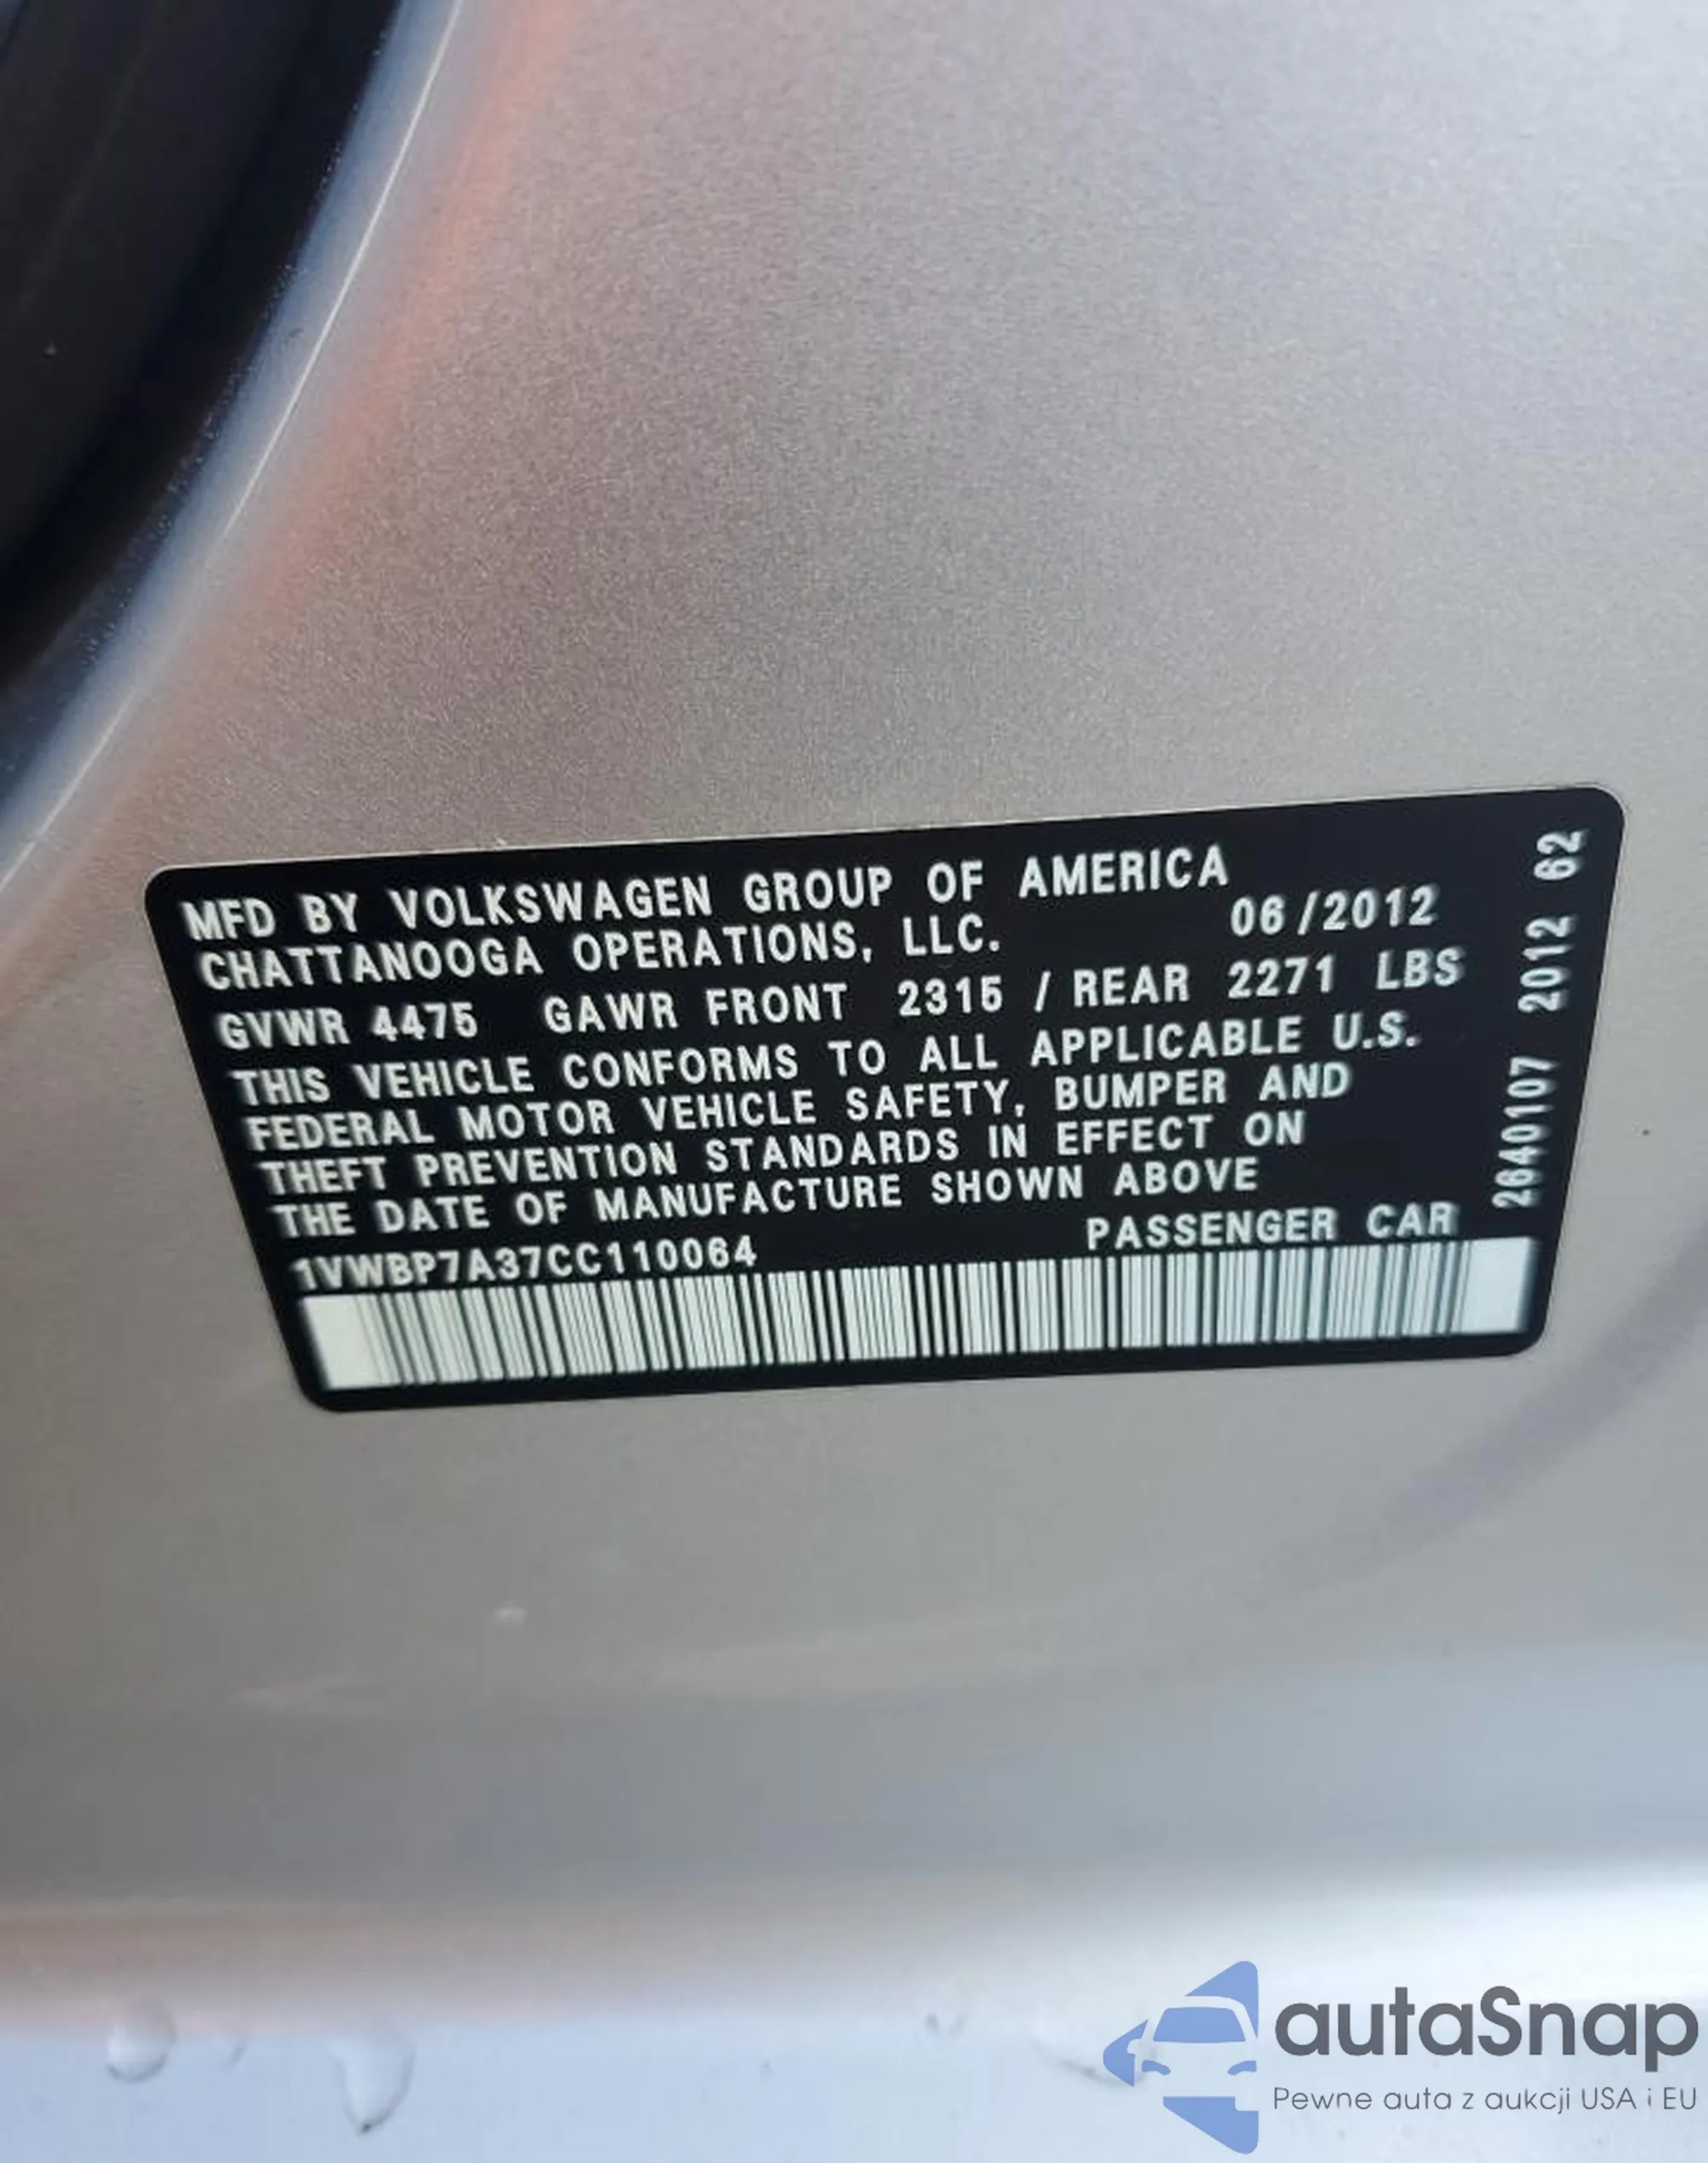 MFD BY VOLKSWAGEN GROUP OF AMERICA
CHATTANOOGA OPERATIONS, LLC. 06/2012
GVWR 4475 GAWR FRONT 2315 / REAR 2271 LBS
THIS VEHICLE CONFORMS TO ALL APPLICABLE U.S.
FEDERAL MOTOR VEHICLE SAFETY, BUMPER AND
THEFT PREVENTION STANDARDS IN EFFECT ON
THE DATE OF MANUFACTURE SHOWN ABOVE
1VWBP7A37CC110064 PASSENGER CAR
2640107 2012 62
autaSnap
Pewne auta z aukcji USA i EU